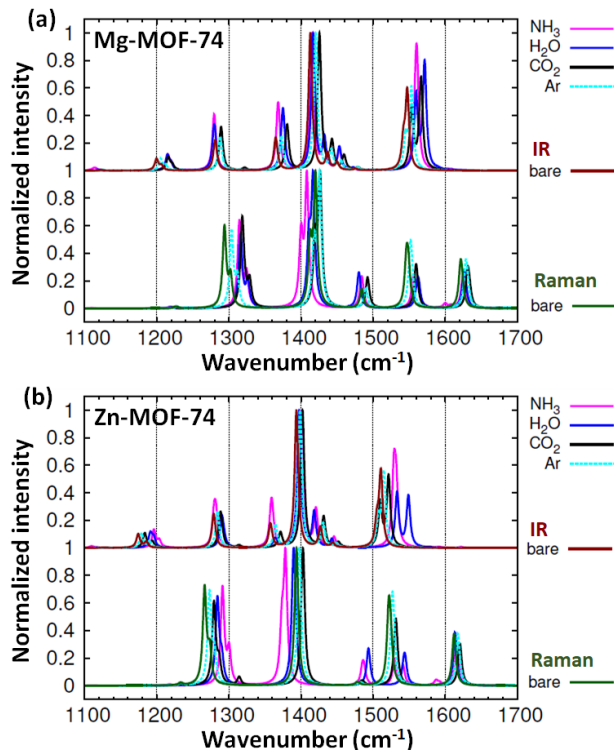 (a)
Mg-MOF-74
Normalized intensity
1
0.8
0.6
0.4
0.2
1
0.8
0.6
0.4
0.2
0
1100 1200 1300 1400 1500 1600 1700
Wavenumber (cm-1)
NH3
H2O
CO2
Ar
IR
bare
Raman
bare
(b)
Zn-MOF-74
Normalized intensity
1
0.8
0.6
0.4
0.2
1
0.8
0.6
0.4
0.2
0
1100 1200 1300 1400 1500 1600 1700
Wavenumber (cm-1)
NH3
H2O
CO2
Ar
IR
bare
Raman
bare